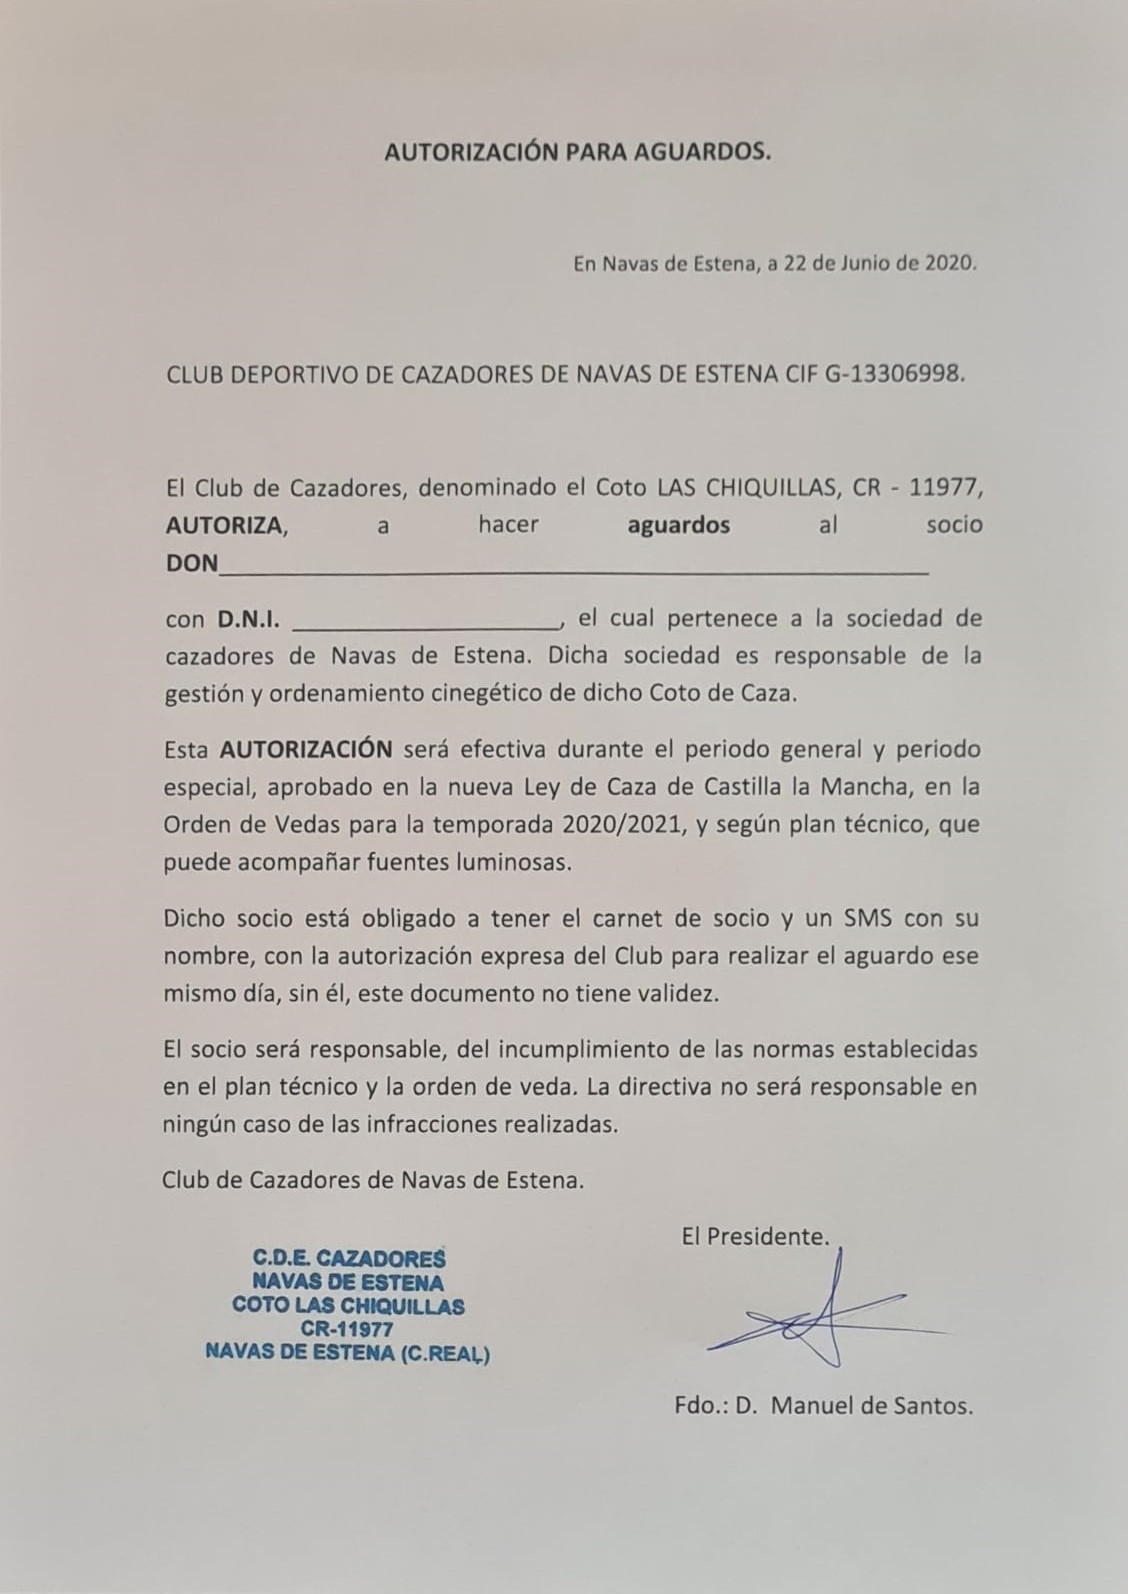 AUTORIZACIÓN PARA AGUARDOS.
En Navas de Estena, a 22 de Junio de 2020.
CLUB DEPORTIVO DE CAZADORES DE NAVAS DE ESTENA CIF G-13306998.
El Club de Cazadores, denominado el Coto LAS CHIQUILLAS, CR - 11977,
AUTORIZA, a hacer aguardos al socio
DON_______________________________________________
con D.N.I. ____________________, el cual pertenece a la sociedad de
cazadores de Navas de Estena. Dicha sociedad es responsable de la
gestión y ordenamiento cinegético de dicho Coto de Caza.
Esta AUTORIZACIÓN será efectiva durante el periodo general y periodo
especial, aprobado en la nueva Ley de Caza de Castilla la Mancha, en la
Orden de Vedas para la temporada 2020/2021, y según plan técnico, que
puede acompañar fuentes luminosas.
Dicho socio está obligado a tener el carnet de socio y un SMS con su
nombre, con la autorización expresa del Club para realizar el aguardo ese
mismo día, sin él, este documento no tiene validez.
El socio será responsable, del incumplimiento de las normas establecidas
en el plan técnico y la orden de veda. La directiva no será responsable en
ningún caso de las infracciones realizadas.
Club de Cazadores de Navas de Estena.
El Presidente.
C.D.E. CAZADORES
NAVAS DE ESTENA
COTO LAS CHIQUILLAS
CR-11977
NAVAS DE ESTENA (C.REAL)
Fdo.: D. Manuel de Santos.